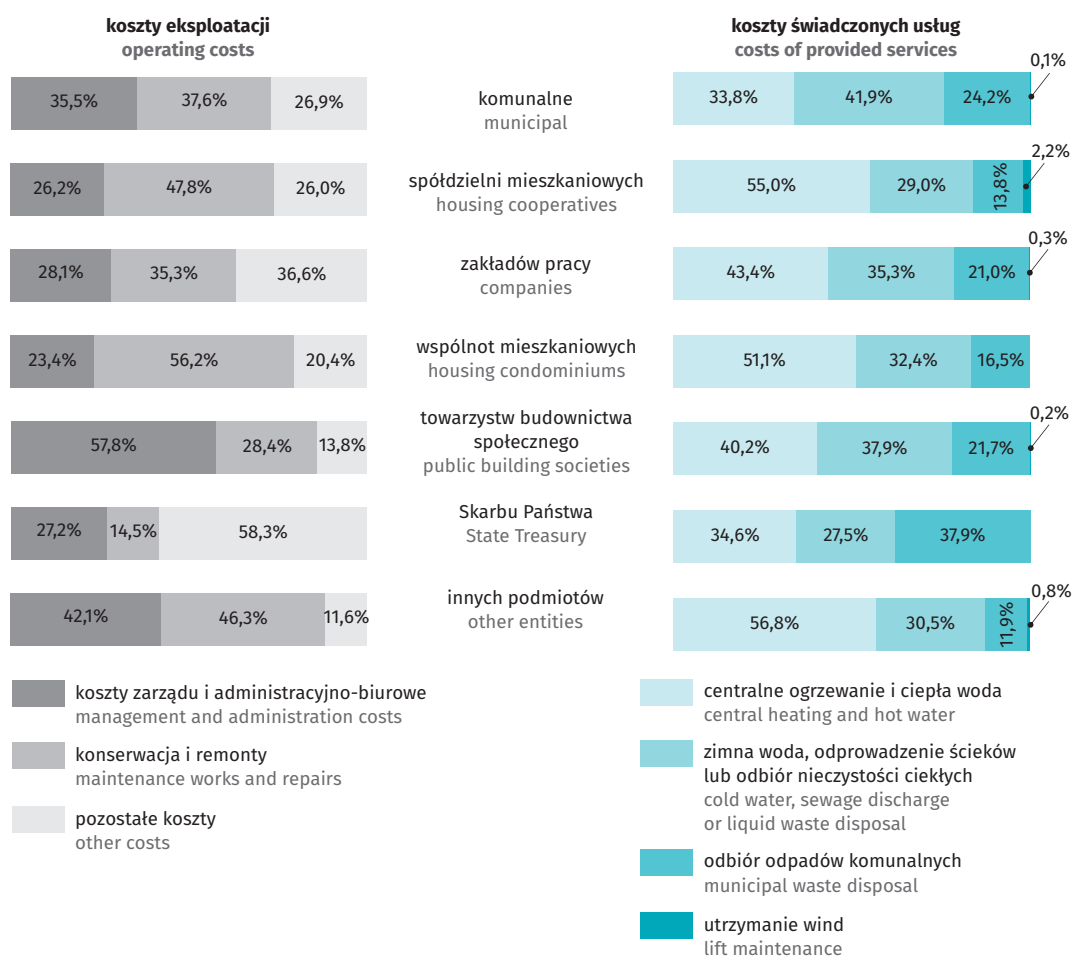 koszty eksploatacji
operating costs
koszty świadczonych usług
costs of provided services
35,5%
37,6%
26,9%
komunalne
municipal
33,8%
41,9%
24,2%
0,1%
26,2%
47,8%
26,0%
spółdzielni mieszkaniowych
housing cooperatives
55,0%
29,0%
13,8%
2,2%
28,1%
35,3%
36,6%
zakładów pracy
companies
43,4%
35,3%
21,0%
0,3%
23,4%
56,2%
20,4%
wspólnot mieszkaniowych
housing condominiums
51,1%
32,4%
16,5%
57,8%
28,4%
13,8%
towarzystw budownictwa
społecznego
public building societies
40,2%
37,9%
21,7%
0,2%
27,2%
14,5%
58,3%
Skarbu Państwa
State Treasury
34,6%
27,5%
37,9%
42,1%
46,3%
11,6%
innych podmiotów
other entities
56,8%
30,5%
11,9%
0,8%
koszty zarządu i administracyjno-biurowe
management and administration costs
konserwacja i remonty
maintenance works and repairs
pozostałe koszty
other costs
centralne ogrzewanie i ciepła woda
central heating and hot water
zimna woda, odprowadzenie ścieków
lub odbiór nieczystości ciekłych
cold water, sewage discharge
or liquid waste disposal
odbiór odpadów komunalnych
municipal waste disposal
utrzymanie wind
lift maintenance